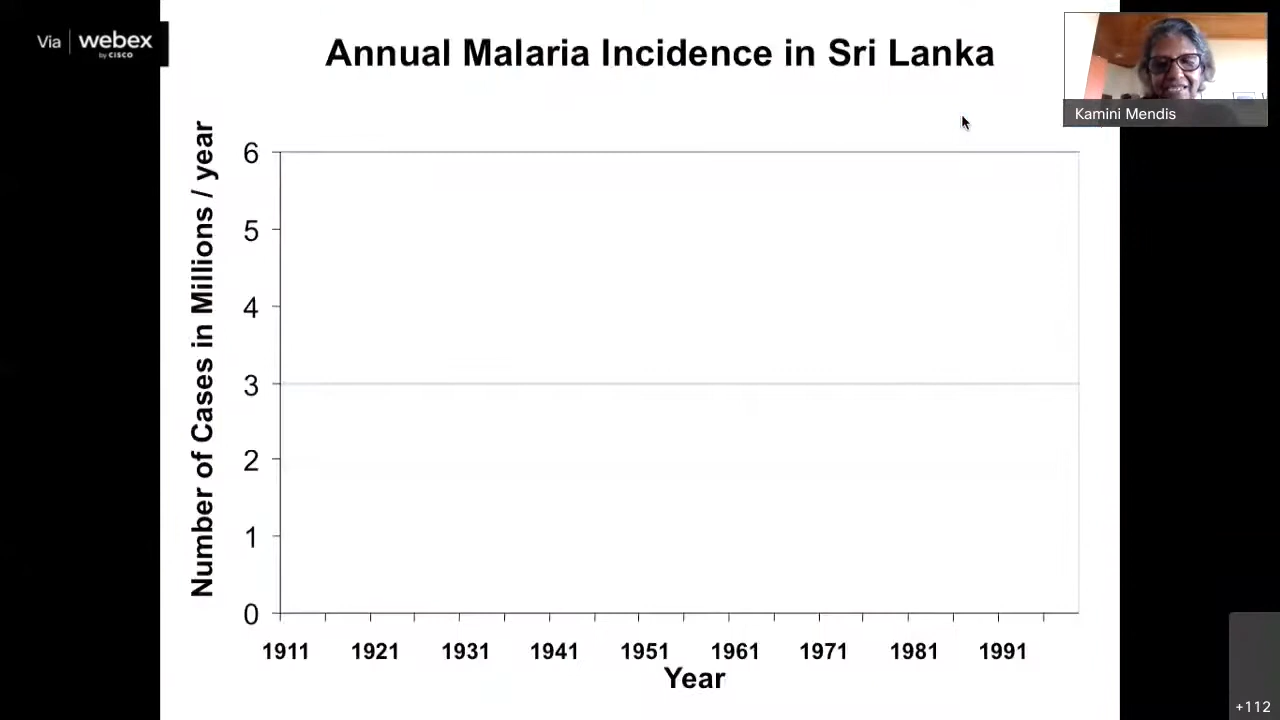 Via webex
by CISCO
Annual Malaria Incidence in Sri Lanka
Kamini Mendis
Number of Cases in Millions / year
6
5
4
3
2
1
0
1911 1921 1931 1941 1951 1961 1971 1981 1991
Year
+112